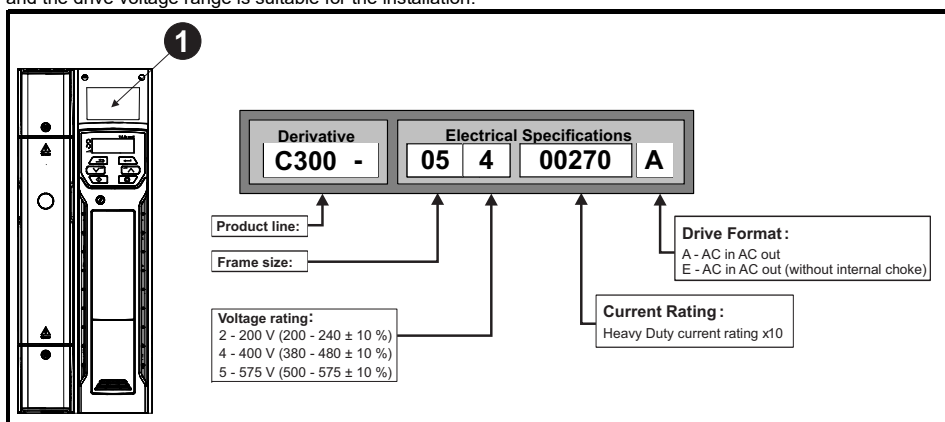 and the drive voltage range is suitable for the installation.
1
Derivative
Electrical Specifications
C300 -
05 4 00270 A
Product line:
Frame size:
Voltage rating:
2 - 200 V (200 - 240 ± 10 %)
4 - 400 V (380 - 480 ± 10 %)
5 - 575 V (500 - 575 ± 10 %)
Drive Format :
A - AC in AC out
E - AC in AC out (without internal choke)
Current Rating :
Heavy Duty current rating x10